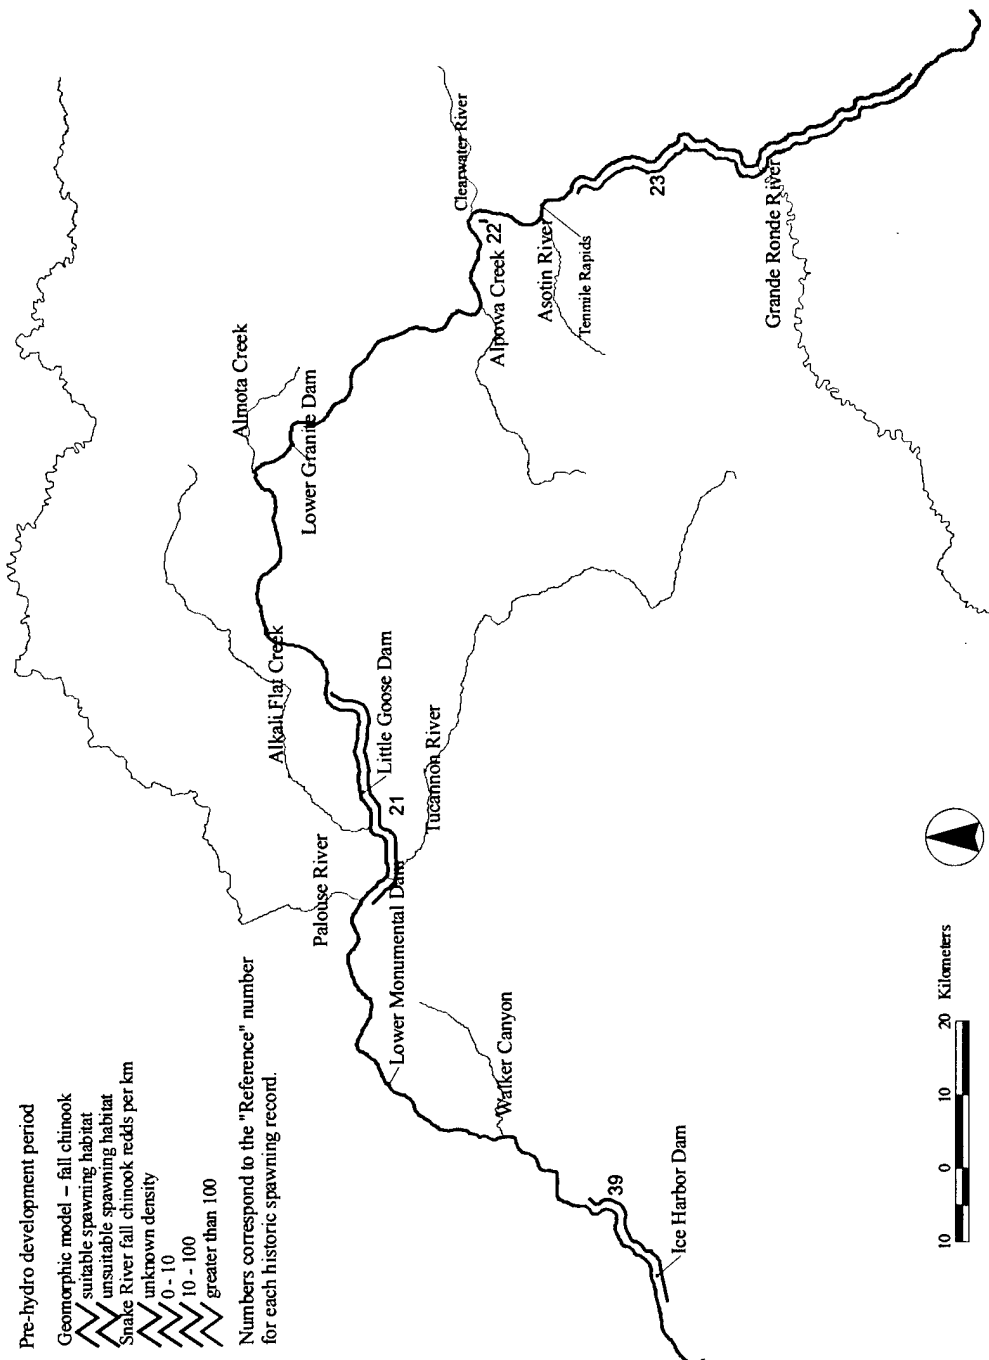 Pre-hydro development period
Geomorphic model – fall chinook
suitable spawning habitat
unsuitable spawning habitat
Snake River fall chinook redds per km
unknown density
0 - 10
10 - 100
greater than 100
Numbers correspond to the "Reference" number
for each historic spawning record.
Palouse River
Alkali Flat Creek
Almota Creek
Lower Granite Dam
Clearwater River
22
Alpowa Creek
Asotin River
Tenmile Rapids
23
Grande Ronde River
Little Goose Dam
21
Tucannon River
Lower Monumental Dam
Lower Monumental Dam
Walker Canyon
39
Ice Harbor Dam
10 0 10 20 Kilometers